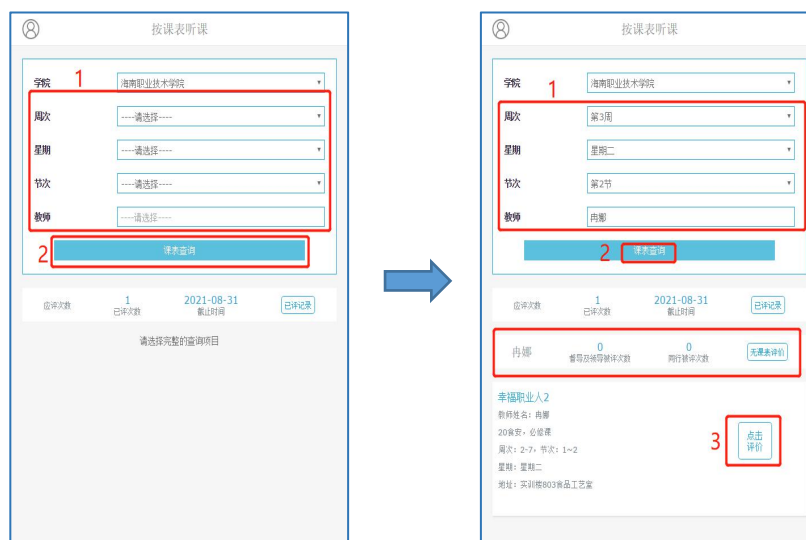 按课表听课
1
学院 海南职业技术学院
周次 ----请选择----
星期 ----请选择----
节次 ----请选择----
教师 ----请选择----
2 课表查询
应评次数 1 已评次数 2021-08-31 截止时间 已评记录
请选择完整的查询项目
按课表听课
1
学院 海南职业技术学院
周次 第3周
星期 星期二
节次 第2节
教师 冉娜
2 课表查询
应评次数 1 已评次数 2021-08-31 截止时间 已评记录
冉娜 0 督导及领导被评次数 0 同行被评次数 无课表评价
幸福职业人2
教师姓名：冉娜
20食安，必修课
周次：2-7，节次：1~2
星期：星期二
地址：实训楼803食品工艺室
3 点击评价